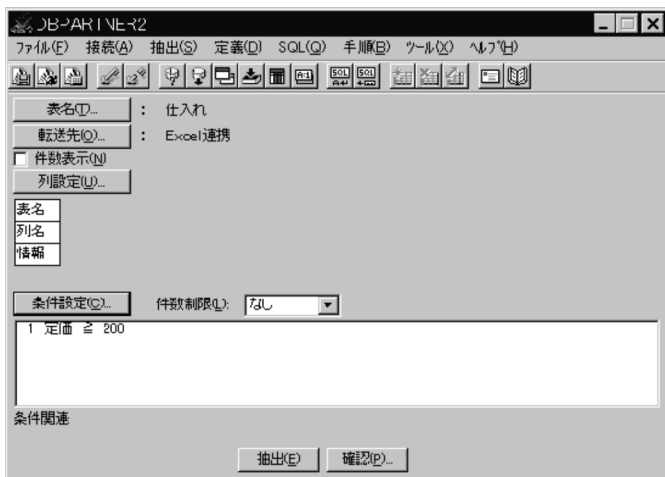 DBPARTNER2
ファイル(F) 接続(A) 抽出(S) 定義(D) SQL(Q) 手順(B) ツール(X) ヘルプ(H)
表名(T)... : 仕入れ
転送先(O)... : Excel連携
件数表示(N)
列設定(U)...
表名
列名
情報
条件設定(C)... 件数制限(L): なし
1 定価 ≧ 200
条件関連
抽出(E) 確認(P)...